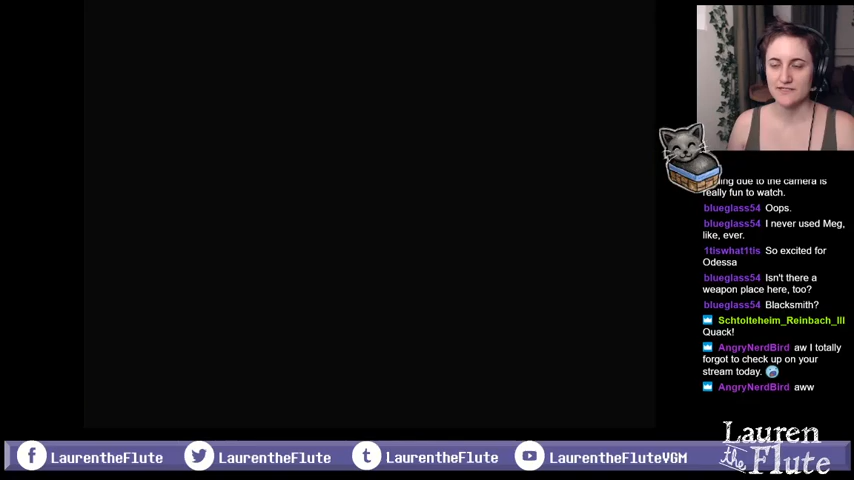 really fun to watch.
blueglass54 Oops.
blueglass54 I never used Meg,
like, ever.
1tiswhat1tis So excited for
Odessa
blueglass54 Isn't there a
weapon place here, too?
blueglass54 Blacksmith?
Schtolteheim_Reinbach_III
Quack!
AngryNerdBird aw I totally
forgot to check up on your
stream today.
AngryNerdBird aww
Lauren
the Flute
LaurentheFlute
LaurentheFlute
LaurentheFlute
LaurentheFluteVGM